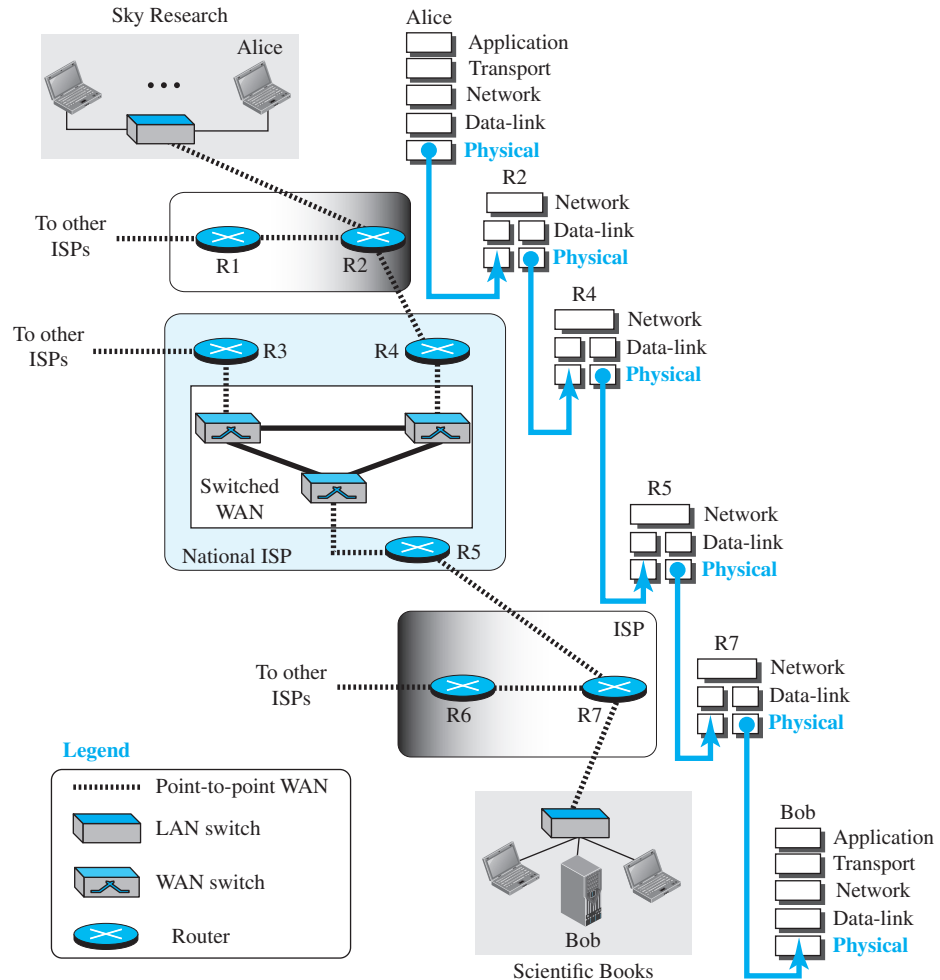 Sky Research
Alice
Alice
Application
Transport
Network
Data-link
Physical
R2
Network
Data-link
Physical
To other
ISPs
R1
R2
R4
Network
Data-link
Physical
To other
ISPs
R3
R4
Switched
WAN
National ISP
R5
R5
Network
Data-link
Physical
ISP
To other
ISPs
R6
R7
R7
Network
Data-link
Physical
Legend
Point-to-point WAN
LAN switch
WAN switch
Router
Bob
Scientific Books
Bob
Application
Transport
Network
Data-link
Physical